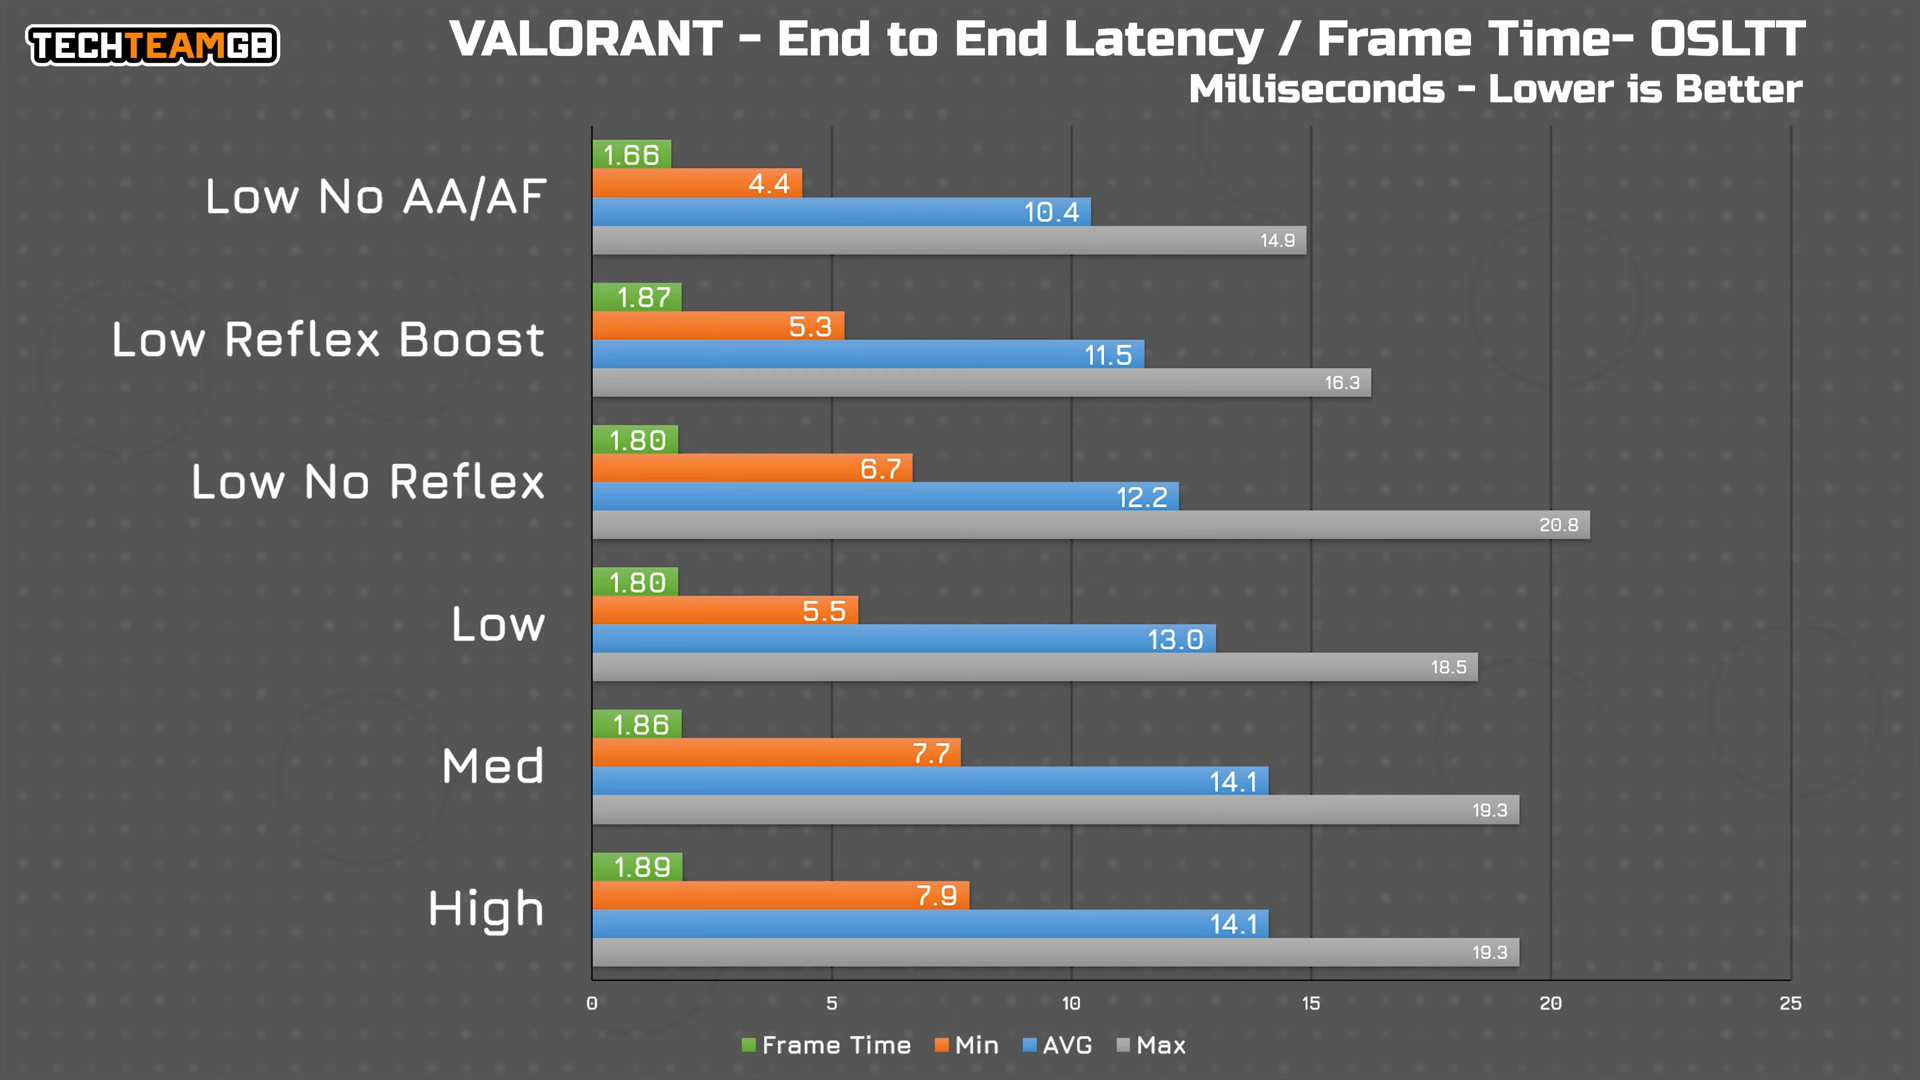 TECHTEAMGB
VALORANT - End to End Latency / Frame Time- OSLTT
Milliseconds - Lower is Better
Low No AA/AF
1.66
4.4
10.4
14.9
Low Reflex Boost
1.87
5.3
11.5
16.3
Low No Reflex
1.80
6.7
12.2
20.8
Low
1.80
5.5
13.0
18.5
Med
1.86
7.7
14.1
19.3
High
1.89
7.9
14.1
19.3
0 5 10 15 20 25
Frame Time Min AVG Max